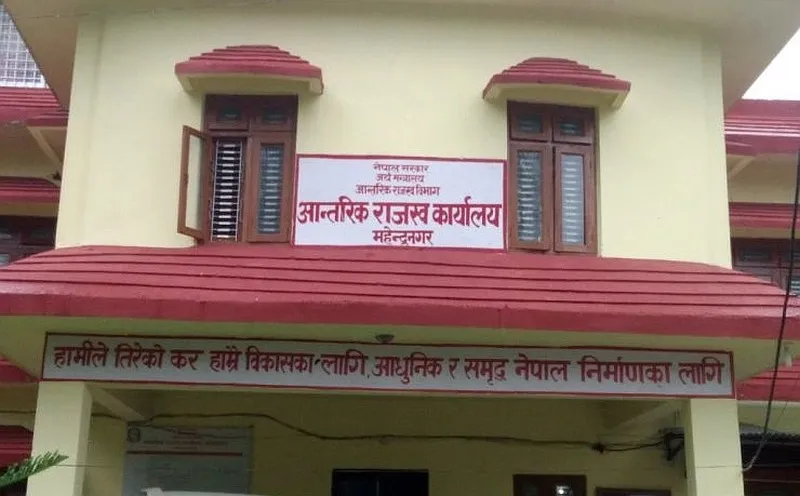 नेपाल सरकार
अर्थ मन्त्रालय
आन्तरिक राजस्व विभाग
आन्तरिक राजस्व कार्यालय
महेन्द्रनगर
हामीले तिरेको कर हाम्रै विकासका-लागि, आधुनिक र समृद्ध नेपाल निर्माणका लागि